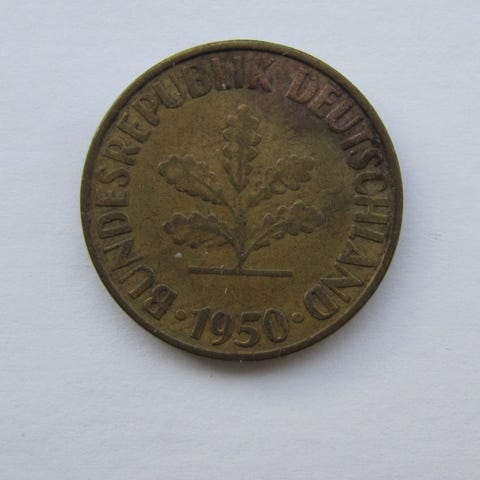 BUNDESREPUBLIK DEUTSCHLAND
· 1950 ·